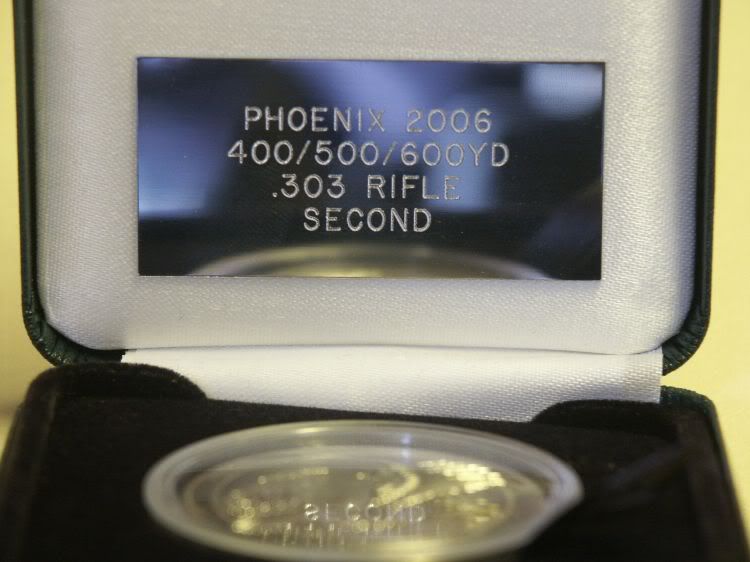 PHOENIX 2006
400/500/600YD
.303 RIFLE
SECOND